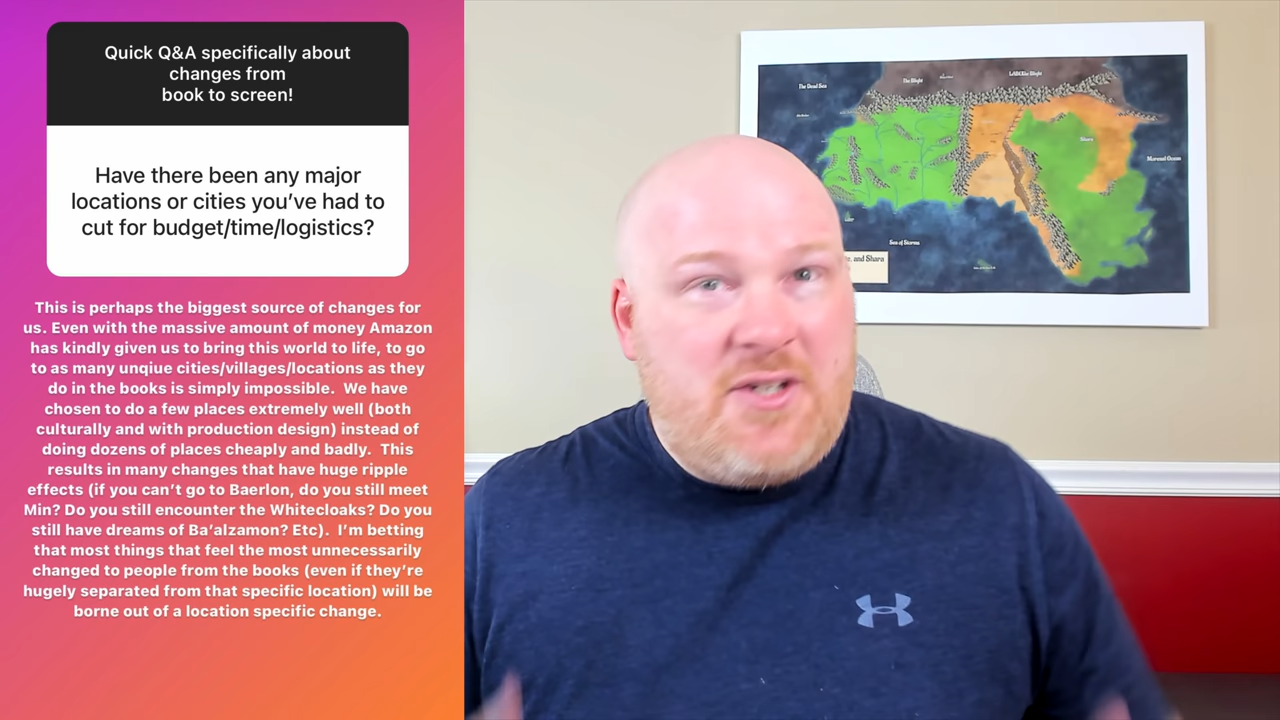 Quick Q&A specifically about
changes from
book to screen!
Have there been any major
locations or cities you've had to
cut for budget/time/logistics?
This is perhaps the biggest source of changes for
us. Even with the massive amount of money Amazon
has kindly given us to bring this world to life, to go
to as many unqiue cities/villages/locations as they
do in the books is simply impossible. We have
chosen to do a few places extremely well (both
culturally and with production design) instead of
doing dozens of places cheaply and badly. This
results in many changes that have huge ripple
effects (if you can't go to Baerlon, do you still meet
Min? Do you still encounter the Whitecloaks? Do you
still have dreams of Ba'alzamon? Etc). I'm betting
that most things that feel the most unnecessarily
changed to people from the books (even if they're
hugely separated from that specific location) will be
borne out of a location specific change.
The Dead Sea
The Blight
Shara
Morenal Ocean
Sea of Storms
and Shara